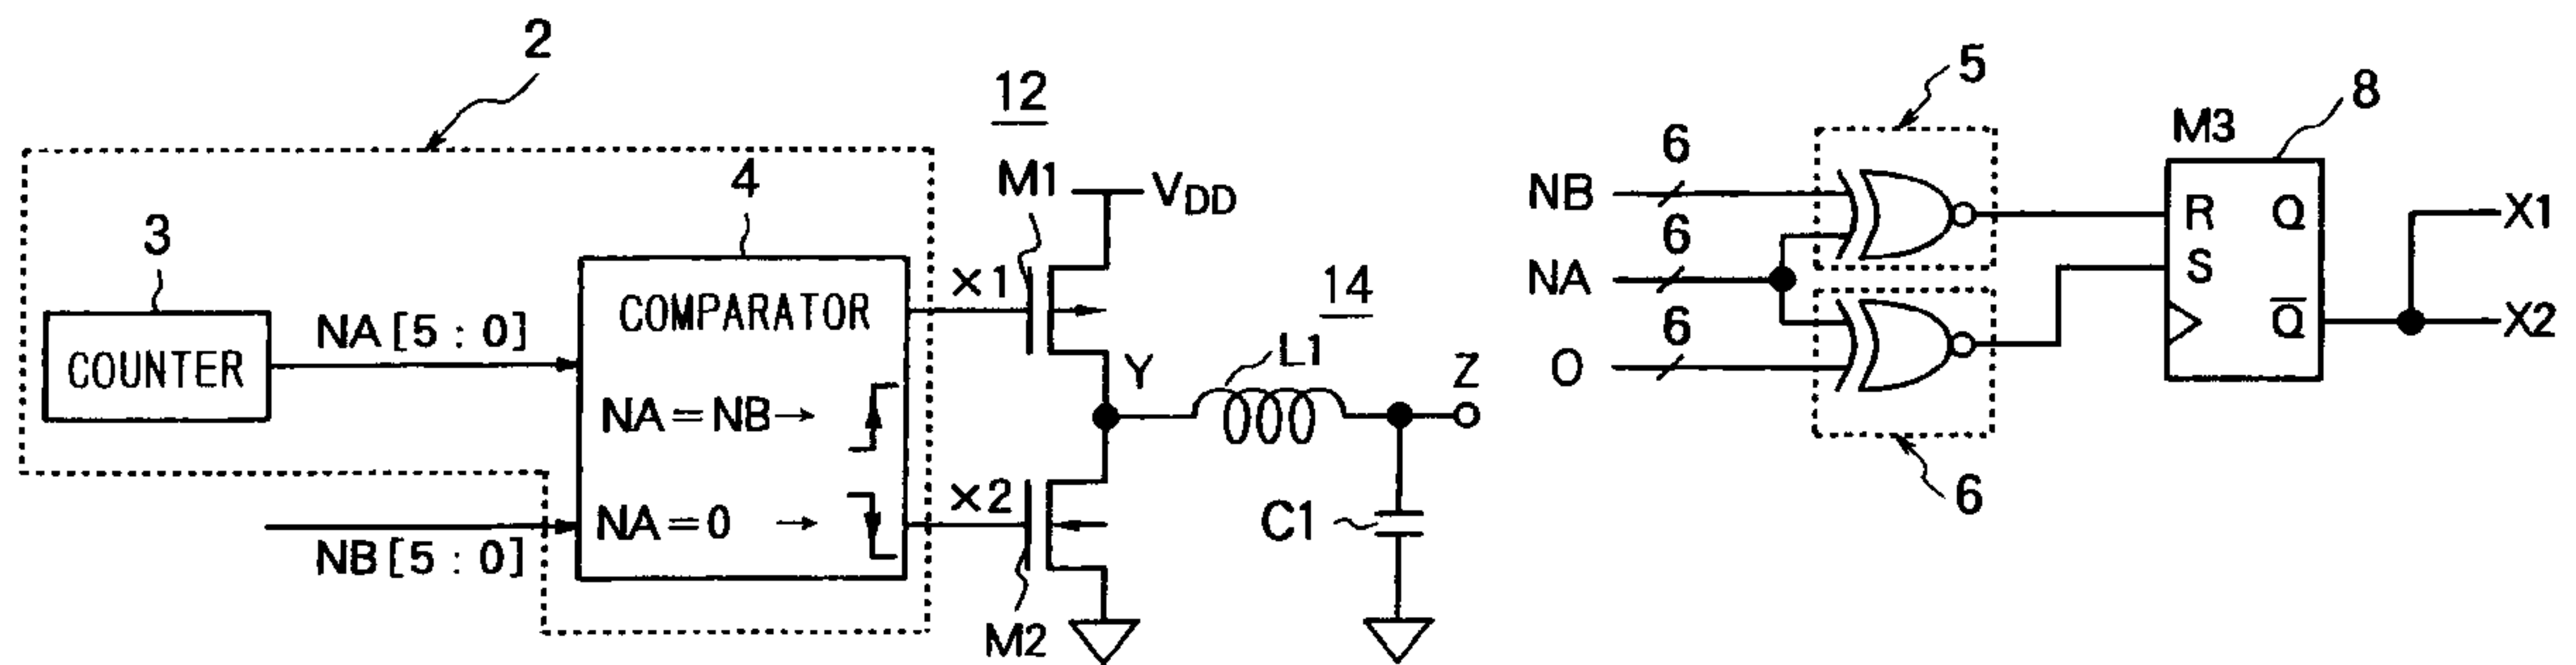 2
12
5
8
M3
4
M1
VDD
6
NB
R Q
X1
3
6
S
×1
14
NA
COUNTER
NA[5:0]
COMPARATOR
Y
L1
Z
6
Q
X2
O
NA=NB→
6
×2
NA=0 →
C1
NB[5:0]
M2